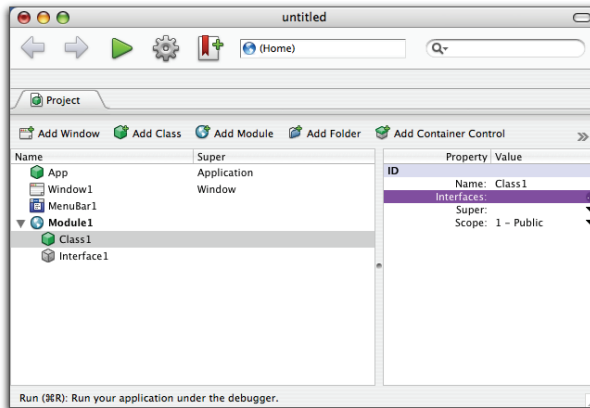 untitled
(Home)
Project
Add Window Add Class Add Module Add Folder Add Container Control »
Name Super
App Application
Window1 Window
MenuBar1
Module1
Class1
Interface1
Property Value
ID
Name: Class1
Interfaces:
Super:
Scope: 1 – Public
Run (⌘R): Run your application under the debugger.